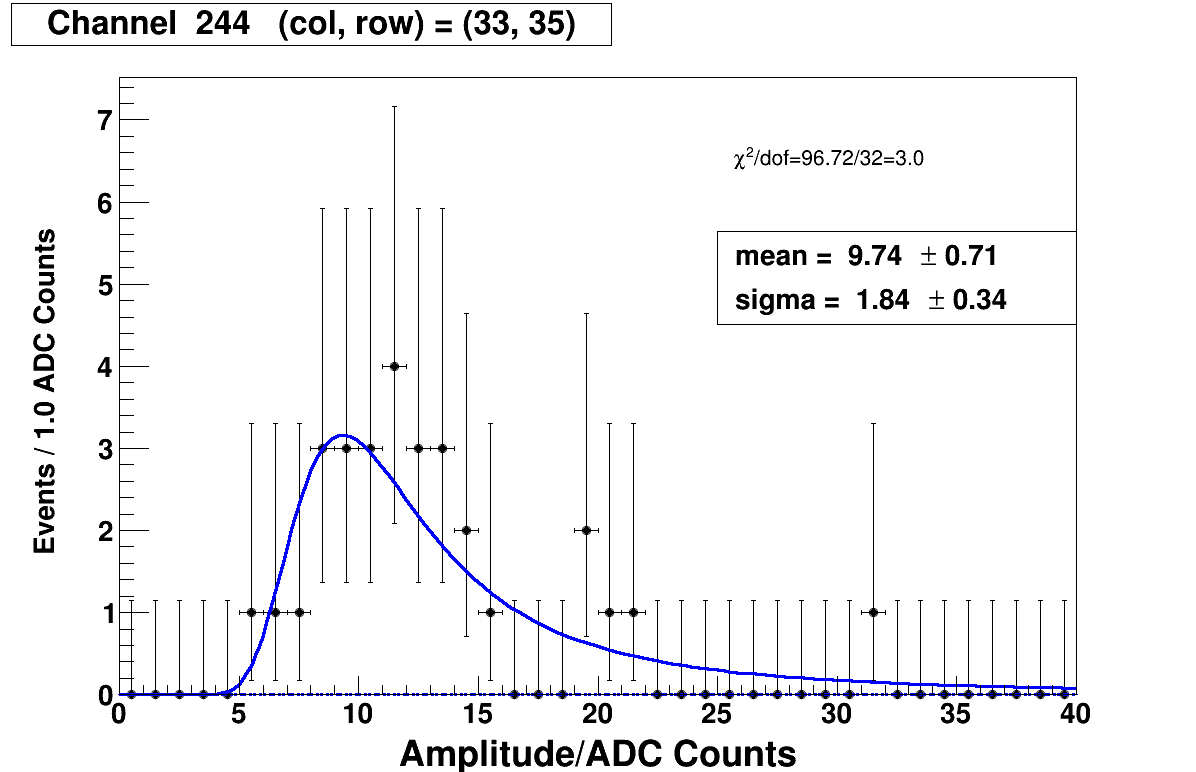 Channel 244 (col, row) = (33, 35)
χ²/dof=96.72/32=3.0
mean = 9.74 ± 0.71
sigma = 1.84 ± 0.34
Events / 1.0 ADC Counts
7
6
5
4
3
2
1
0
0 5 10 15 20 25 30 35 40
Amplitude/ADC Counts